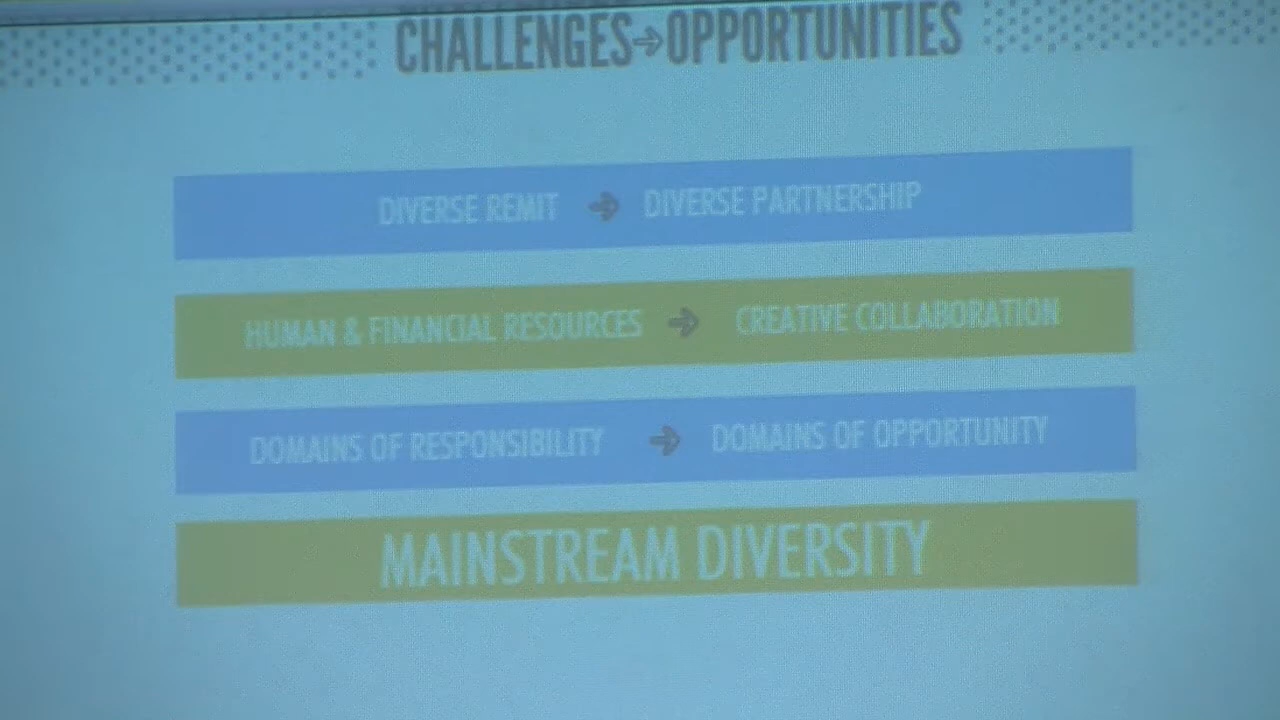 CHALLENGES→OPPORTUNITIES
DIVERSE REMIT → DIVERSE PARTNERSHIP
HUMAN & FINANCIAL RESOURCES → CREATIVE COLLABORATION
DOMAINS OF RESPONSIBILITY → DOMAINS OF OPPORTUNITY
MAINSTREAM DIVERSITY